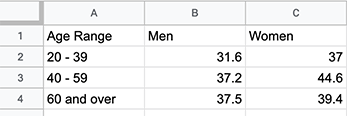 A B C
1 Age Range Men Women
2 20 - 39 31.6 37
3 40 - 59 37.2 44.6
4 60 and over 37.5 39.4